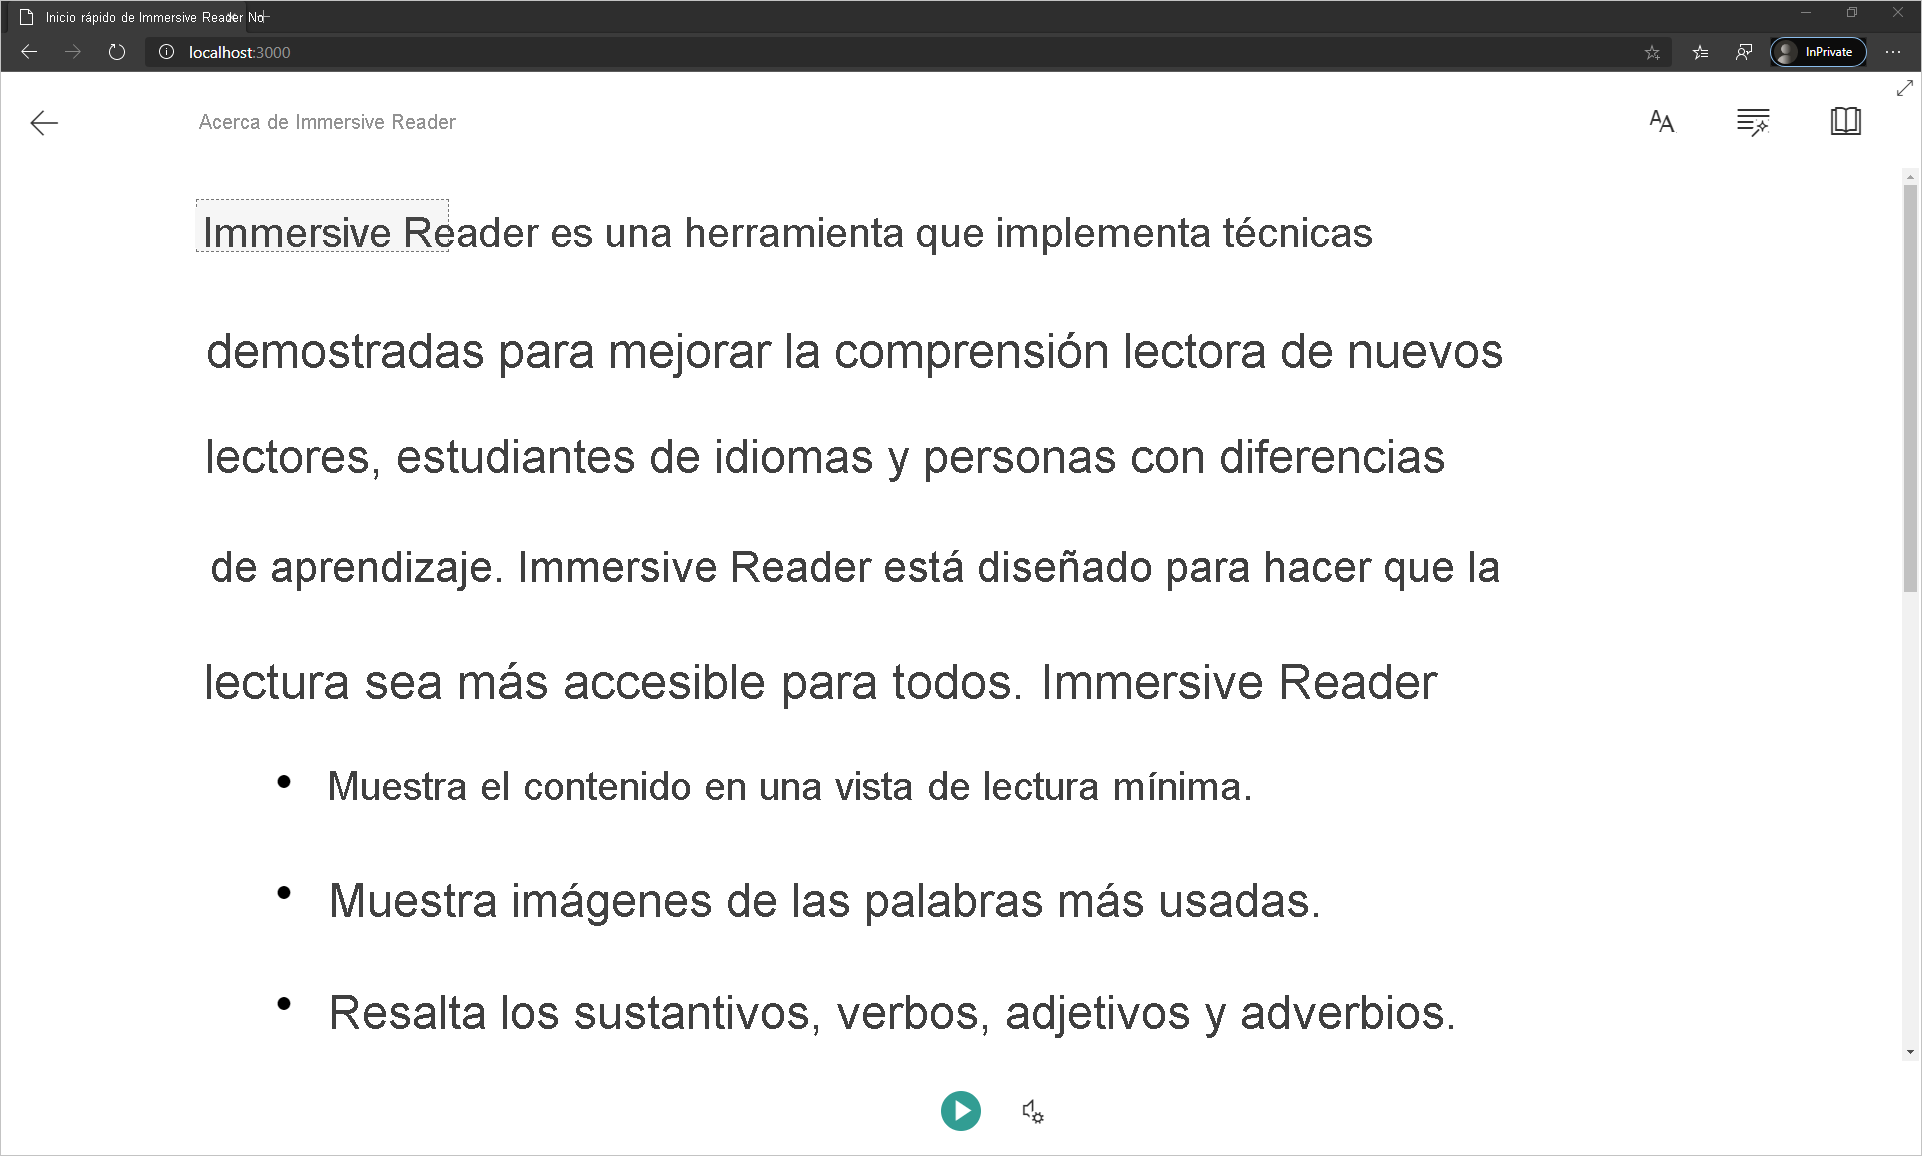 Inicio rápido de Immersive Reader No
localhost:3000
InPrivate
Acerca de Immersive Reader
AA
Immersive Reader es una herramienta que implementa técnicas
demostradas para mejorar la comprensión lectora de nuevos
lectores, estudiantes de idiomas y personas con diferencias
de aprendizaje. Immersive Reader está diseñado para hacer que la
lectura sea más accesible para todos. Immersive Reader
• Muestra el contenido en una vista de lectura mínima.
• Muestra imágenes de las palabras más usadas.
• Resalta los sustantivos, verbos, adjetivos y adverbios.